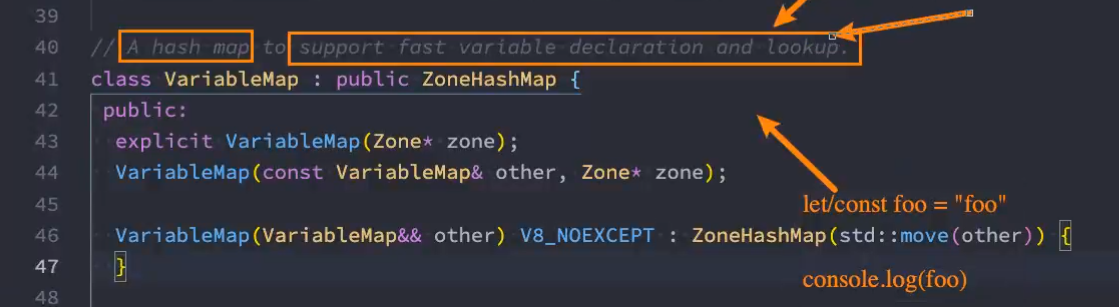 39
40 // A hash map to support fast variable declaration and lookup.
41 class VariableMap : public ZoneHashMap {
42 public:
43 explicit VariableMap(Zone* zone);
44 VariableMap(const VariableMap& other, Zone* zone);
let/const foo = "foo"
45
46 VariableMap(VariableMap&& other) V8_NOEXCEPT : ZoneHashMap(std::move(other)) {
47 }
console.log(foo)
48